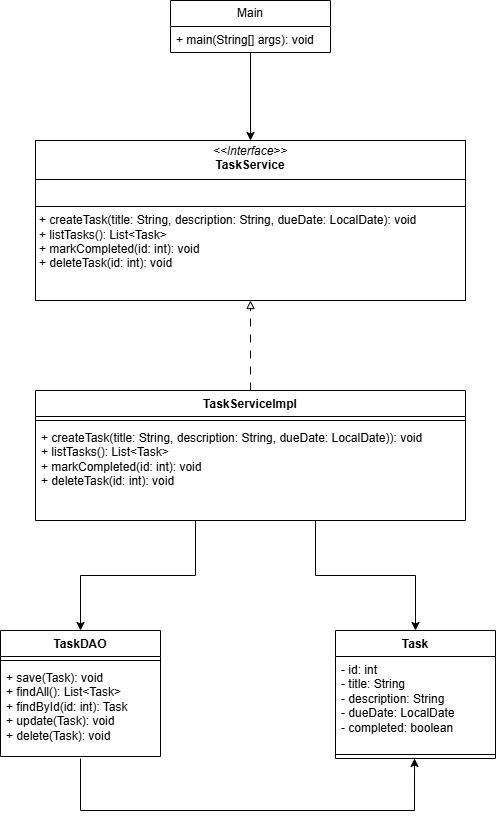 Main
+ main(String[] args): void
<<Interface>>
TaskService
+ createTask(title: String, description: String, dueDate: LocalDate): void
+ listTasks(): List<Task>
+ markCompleted(id: int): void
+ deleteTask(id: int): void
TaskServiceImpl
+ createTask(title: String, description: String, dueDate: LocalDate)): void
+ listTasks(): List<Task>
+ markCompleted(id: int): void
+ deleteTask(id: int): void
TaskDAO
+ save(Task): void
+ findAll(): List<Task>
+ findById(id: int): Task
+ update(Task): void
+ delete(Task): void
Task
- id: int
- title: String
- description: String
- dueDate: LocalDate
- completed: boolean